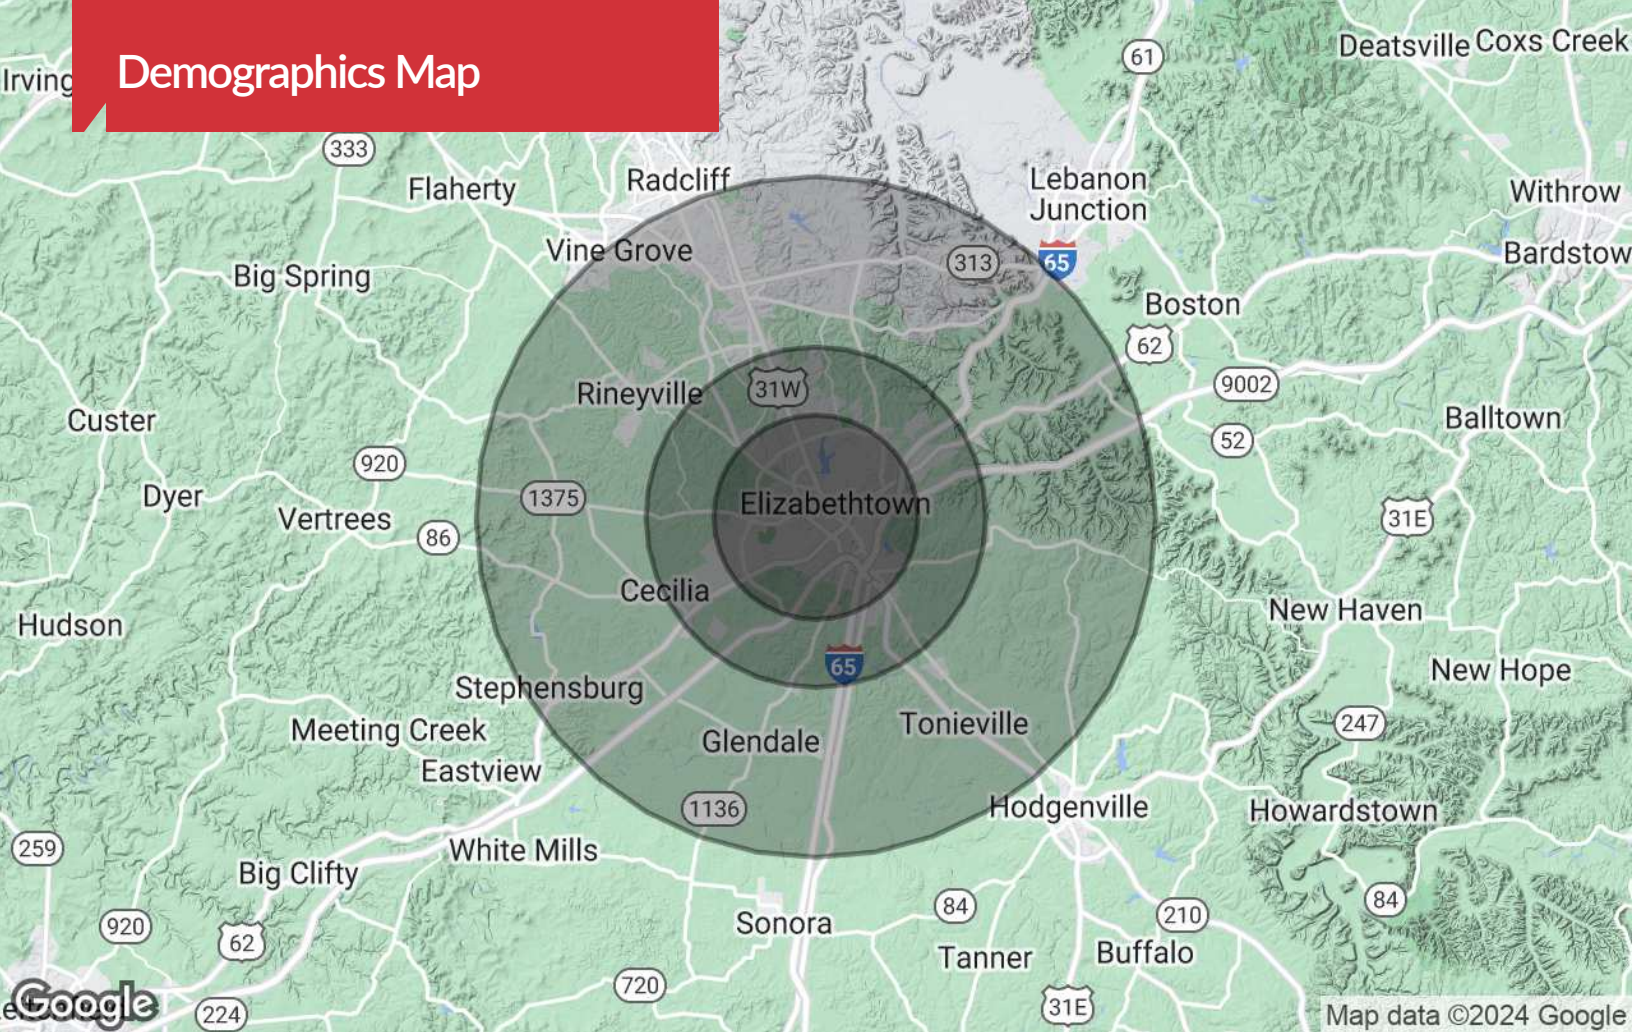 Demographics Map
Irving
61
Deatsville
Coxs Creek
333
Flaherty
Radcliff
Lebanon
Junction
Withrow
Vine Grove
313
65
Bardstow
Big Spring
Boston
62
Rineyville
31W
9002
Custer
Balltown
52
920
Dyer
1375
Elizabethtown
Vertrees
86
31E
Cecilia
New Haven
Hudson
65
New Hope
Stephensburg
Meeting Creek
Glendale
Tonieville
247
Eastview
1136
Hodgenville
Howardstown
259
White Mills
Big Clifty
84
84
210
920
62
Sonora
Tanner
Buffalo
720
Google
224
31E
Map data ©2024 Google